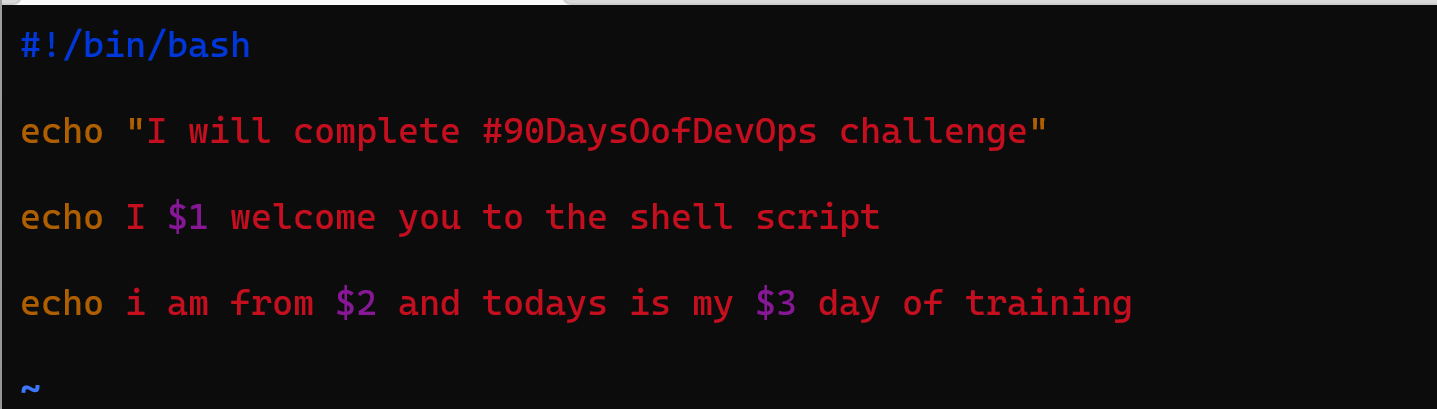 #!/bin/bash
echo "I will complete #90DaysOofDevOps challenge"
echo I $1 welcome you to the shell script
echo i am from $2 and todays is my $3 day of training
~